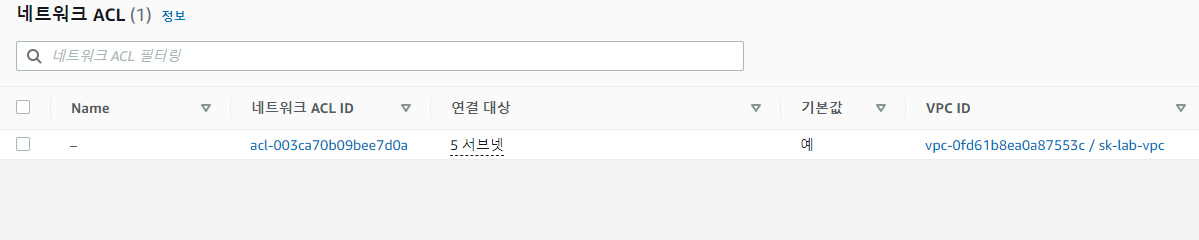 네트워크 ACL (1) 정보
네트워크 ACL 필터링
Name 네트워크 ACL ID 연결 대상 기본값 VPC ID
– acl-003ca70b09bee7d0a 5 서브넷 예 vpc-0fd61b8ea0a87553c / sk-lab-vpc